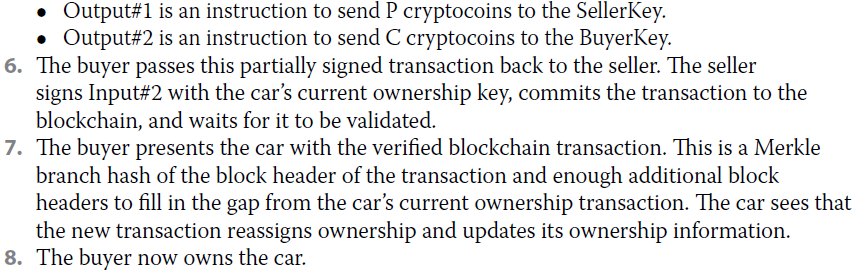 • Output#1 is an instruction to send P cryptocoins to the SellerKey.
• Output#2 is an instruction to send C cryptocoins to the BuyerKey.
6. The buyer passes this partially signed transaction back to the seller. The seller
signs Input#2 with the car's current ownership key, commits the transaction to the
blockchain, and waits for it to be validated.
7. The buyer presents the car with the verified blockchain transaction. This is a Merkle
branch hash of the block header of the transaction and enough additional block
headers to fill in the gap from the car's current ownership transaction. The car sees that
the new transaction reassigns ownership and updates its ownership information.
8. The buyer now owns the car.